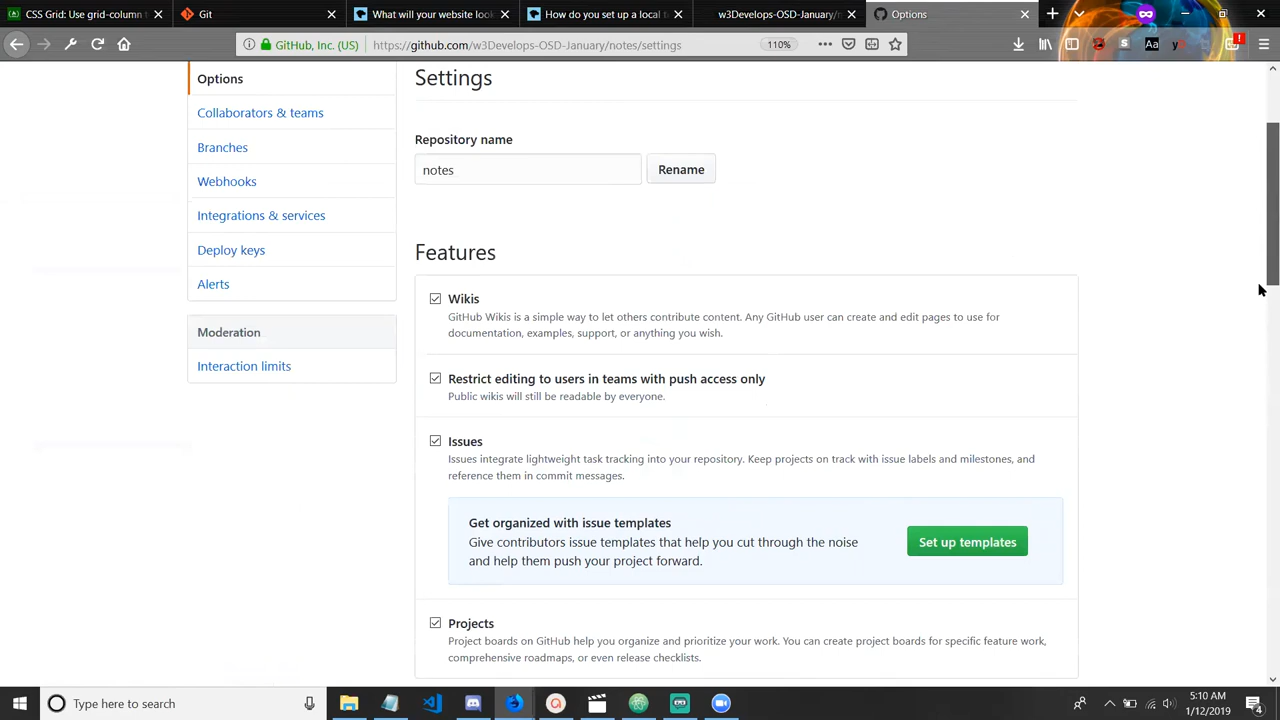 CSS Grid: Use grid-column t
Git
What will your website loo
How do you set up a local t
w3Develops-OSD-January/n
Options
GitHub, Inc. (US)
https://github.com/w3Develops-OSD-January/notes/settings
110%
Options
Collaborators & teams
Branches
Webhooks
Integrations & services
Deploy keys
Alerts
Moderation
Interaction limits
Settings
Repository name
notes
Rename
Features
Wikis
GitHub Wikis is a simple way to let others contribute content. Any GitHub user can create and edit pages to use for
documentation, examples, support, or anything you wish.
Restrict editing to users in teams with push access only
Public wikis will still be readable by everyone.
Issues
Issues integrate lightweight task tracking into your repository. Keep projects on track with issue labels and milestones, and
reference them in commit messages.
Get organized with issue templates
Give contributors issue templates that help you cut through the noise
and help them push your project forward.
Set up templates
Projects
Project boards on GitHub help you organize and prioritize your work. You can create project boards for specific feature work,
comprehensive roadmaps, or even release checklists.
Type here to search
5:10 AM
1/12/2019
4